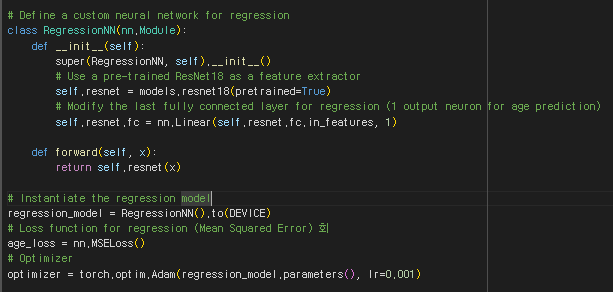 # Define a custom neural network for regression
class RegressionNN(nn.Module):
    def __init__(self):
        super(RegressionNN, self).__init__()
        # Use a pre-trained ResNet18 as a feature extractor
        self.resnet = models.resnet18(pretrained=True)
        # Modify the last fully connected layer for regression (1 output neuron for age prediction)
        self.resnet.fc = nn.Linear(self.resnet.fc.in_features, 1)
    def forward(self, x):
        return self.resnet(x)
# Instantiate the regression model
regression_model = RegressionNN().to(DEVICE)
# Loss function for regression (Mean Squared Error) 회
age_loss = nn.MSELoss()
# Optimizer
optimizer = torch.optim.Adam(regression_model.parameters(), lr=0.001)